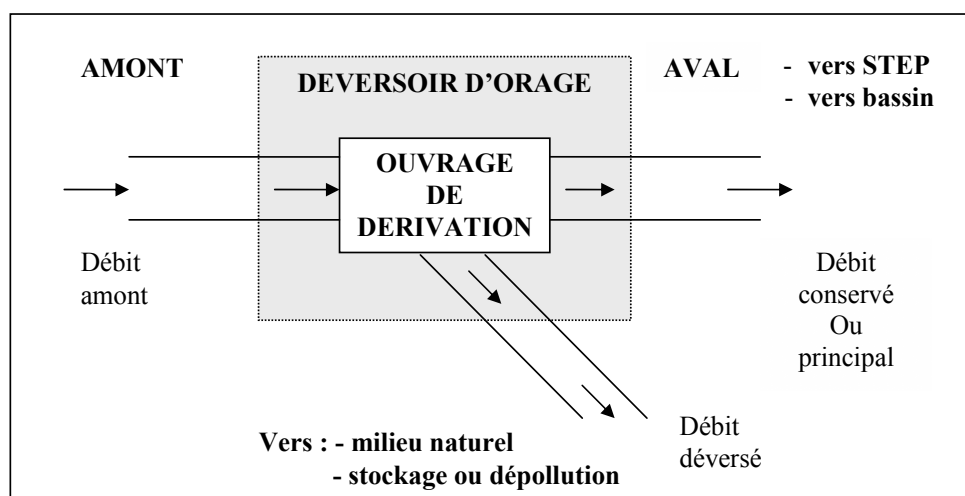 AMONT
DEVERSOIR D'ORAGE
AVAL
- vers STEP
- vers bassin
OUVRAGE
DE
DERIVATION
Débit
amont
Débit
conservé
Ou
principal
Vers : - milieu naturel
- stockage ou dépollution
Débit
déversé